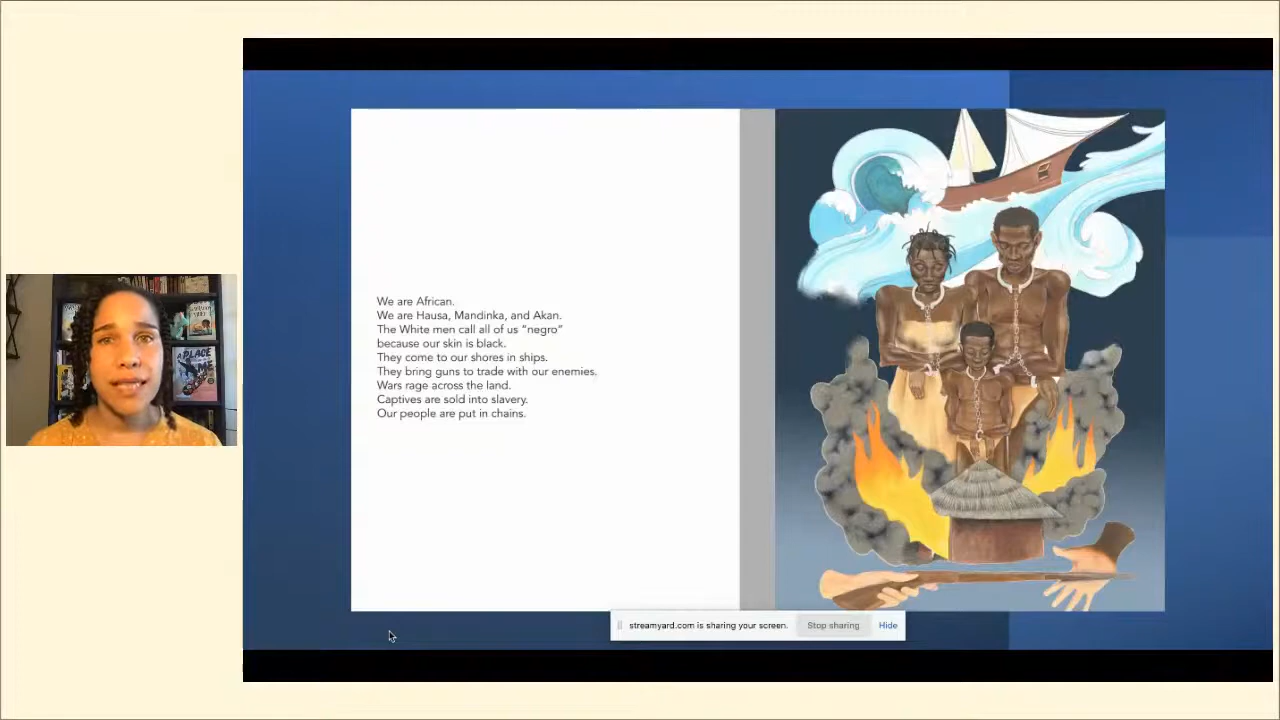 We are African.
We are Hausa, Mandinka, and Akan.
The White men call all of us “negro”
because our skin is black.
They come to our shores in ships.
They bring guns to trade with our enemies.
Wars rage across the land.
Captives are sold into slavery.
Our people are put in chains.
streamyard.com is sharing your screen. Stop sharing Hide
A PLACE